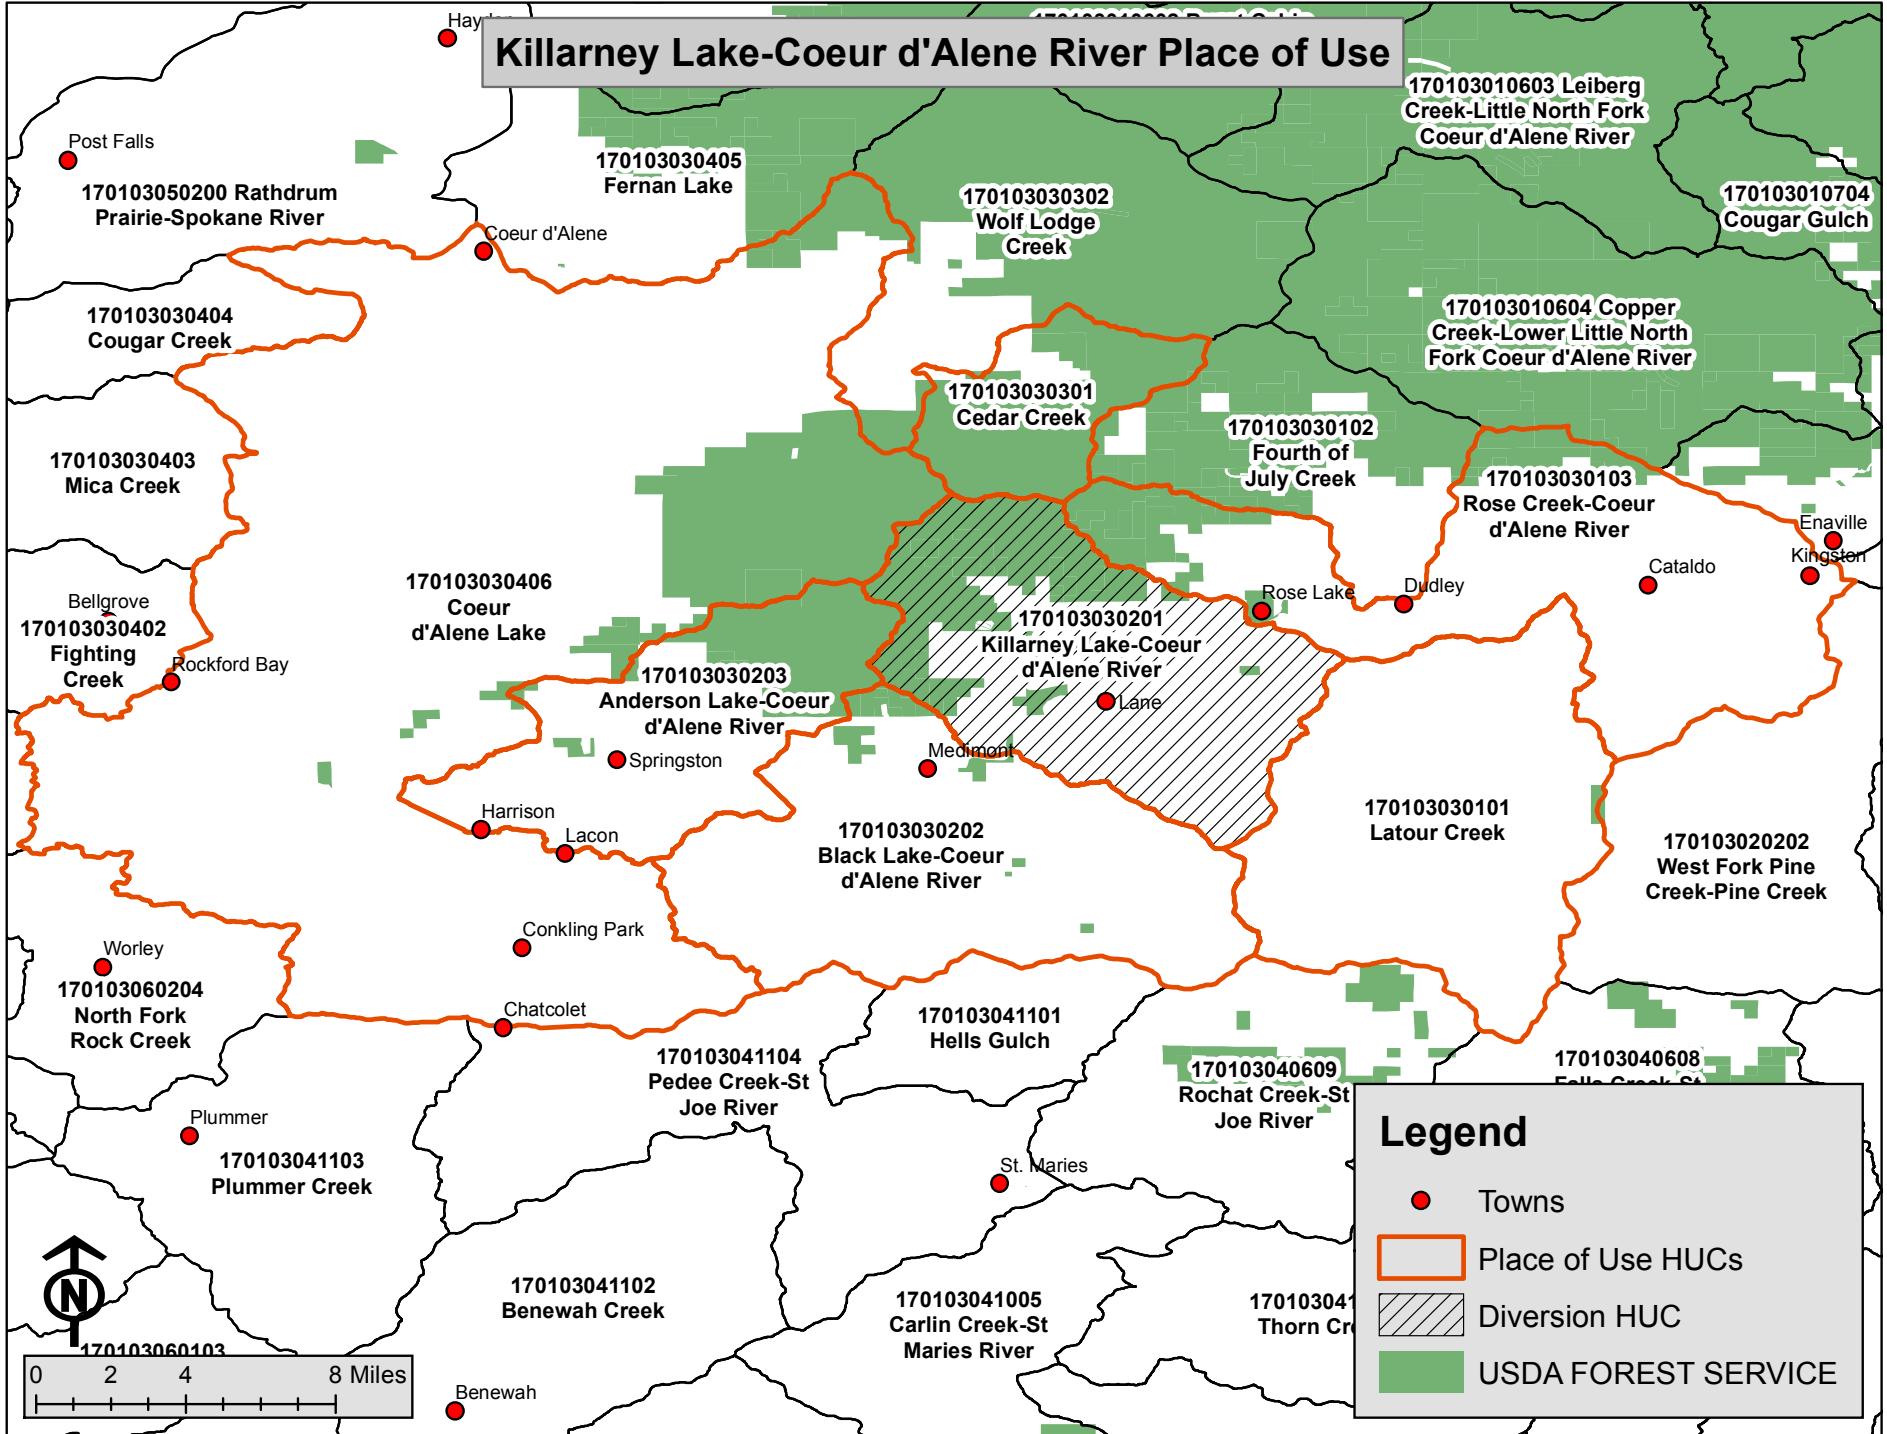 Hayden
Killarney Lake-Coeur d'Alene River Place of Use
170103010603 Leiberg
Creek-Little North Fork
Coeur d'Alene River
Post Falls
170103050200 Rathdrum
Prairie-Spokane River
170103030405
Fernan Lake
170103030302
Wolf Lodge
Creek
170103010704
Cougar Gulch
Coeur d'Alene
170103030404
Cougar Creek
170103010604 Copper
Creek-Lower Little North
Fork Coeur d'Alene River
170103030301
Cedar Creek
170103030102
Fourth of
July Creek
170103030403
Mica Creek
170103030103
Rose Creek-Coeur
d'Alene River
Enaville
Kingston
Cataldo
Dudley
Rose Lake
170103030406
Coeur
d'Alene Lake
Bellgrove
170103030402
Fighting
Creek
Rockford Bay
170103030201
Killarney Lake-Coeur
d'Alene River
Lane
170103030203
Anderson Lake-Coeur
d'Alene River
Springston
Medimont
Harrison
Lacon
170103030202
Black Lake-Coeur
d'Alene River
170103030101
Latour Creek
170103020202
West Fork Pine
Creek-Pine Creek
Conkling Park
Worley
170103060204
North Fork
Rock Creek
Chatcolet
170103041101
Hells Gulch
170103041104
Pedee Creek-St
Joe River
170103040609
Rochat Creek-St
Joe River
170103040608
Falls Creek-St
Plummer
170103041103
Plummer Creek
St. Maries
170103041102
Benewah Creek
170103041005
Carlin Creek-St
Maries River
170103041
Thorn Cre
170103060103
Benewah
N
0 2 4 8 Miles
Legend
Towns
Place of Use HUCs
Diversion HUC
USDA FOREST SERVICE